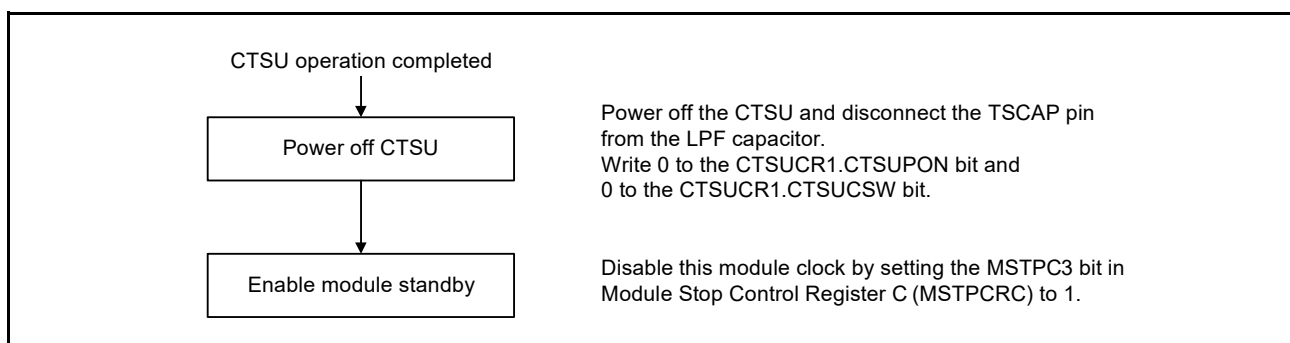 CTSU operation completed
Power off CTSU
Power off the CTSU and disconnect the TSCAP pin
from the LPF capacitor.
Write 0 to the CTSUCR1.CTSUPON bit and
0 to the CTSUCR1.CTSUCSW bit.
Enable module standby
Disable this module clock by setting the MSTPC3 bit in
Module Stop Control Register C (MSTPCRC) to 1.